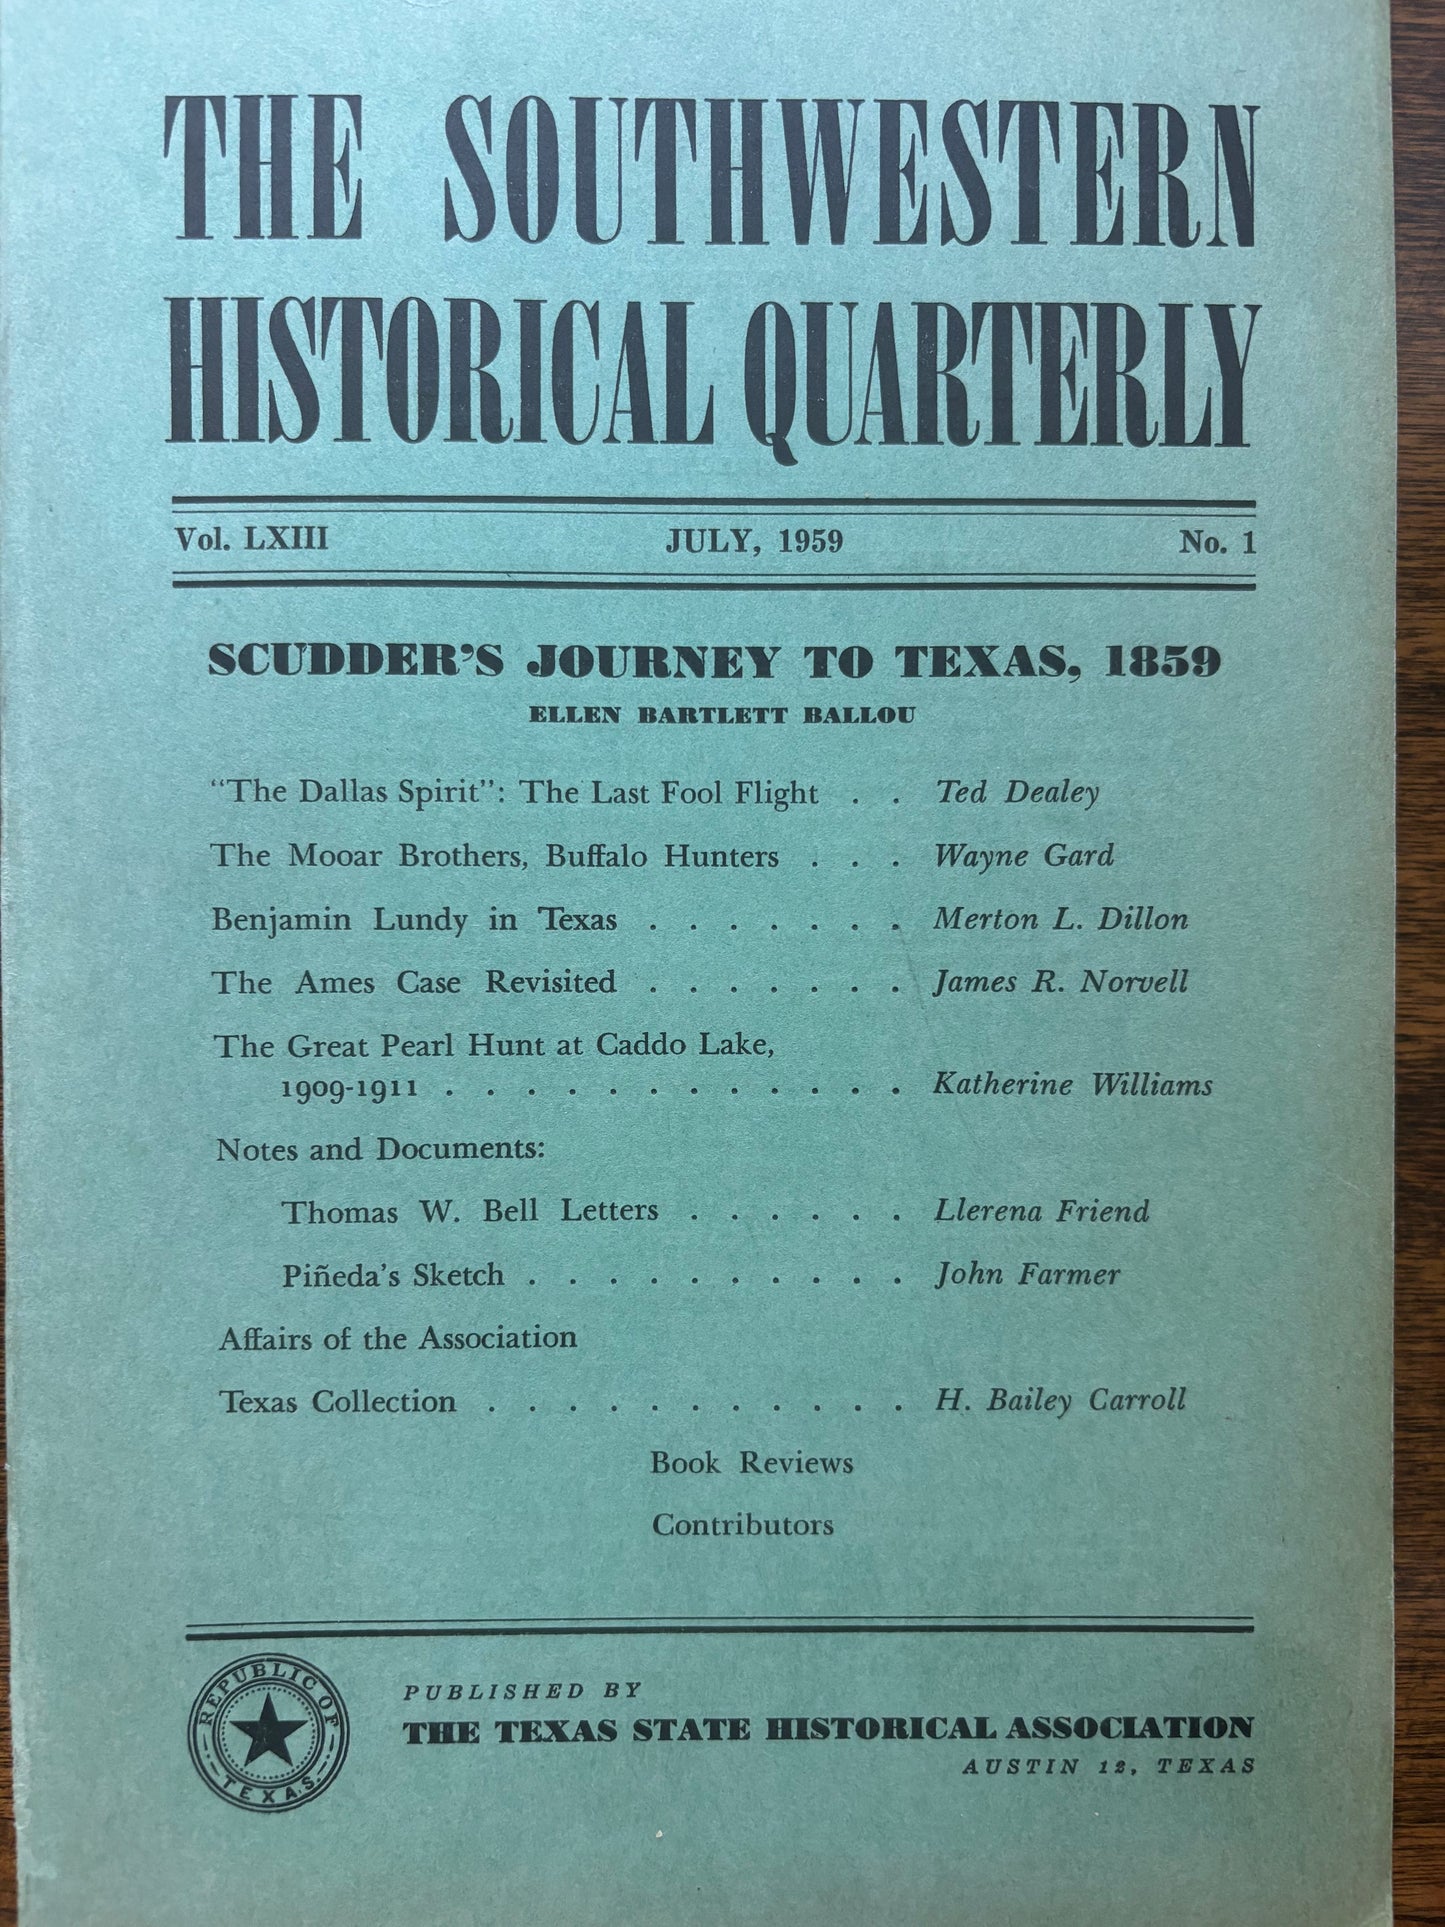 THE SOUTHWESTERN
HISTORICAL QUARTERLY
Vol. LXIII JULY, 1959 No. 1
SCUDDER'S JOURNEY TO TEXAS, 1859
ELLEN BARTLETT BALLOU
“The Dallas Spirit”: The Last Fool Flight . . Ted Dealey
The Mooar Brothers, Buffalo Hunters . . . Wayne Gard
Benjamin Lundy in Texas . . . . . . . Merton L. Dillon
The Ames Case Revisited . . . . . . . James R. Norvell
The Great Pearl Hunt at Caddo Lake,
1909-1911 . . . . . . . . . . . . Katherine Williams
Notes and Documents:
Thomas W. Bell Letters . . . . . . Llerena Friend
Piñeda's Sketch . . . . . . . . . . John Farmer
Affairs of the Association
Texas Collection . . . . . . . . . . . H. Bailey Carroll
Book Reviews
Contributors
REPUBLIC OF
TEXAS.
PUBLISHED BY
THE TEXAS STATE HISTORICAL ASSOCIATION
AUSTIN 12, TEXAS